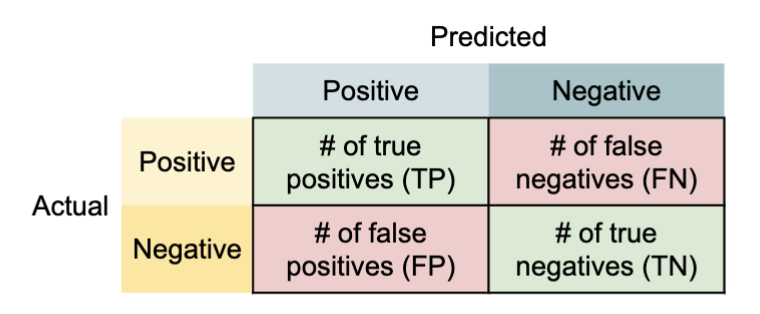 Predicted
Positive
Negative
Actual
Positive
# of true
positives (TP)
# of false
negatives (FN)
Negative
# of false
positives (FP)
# of true
negatives (TN)